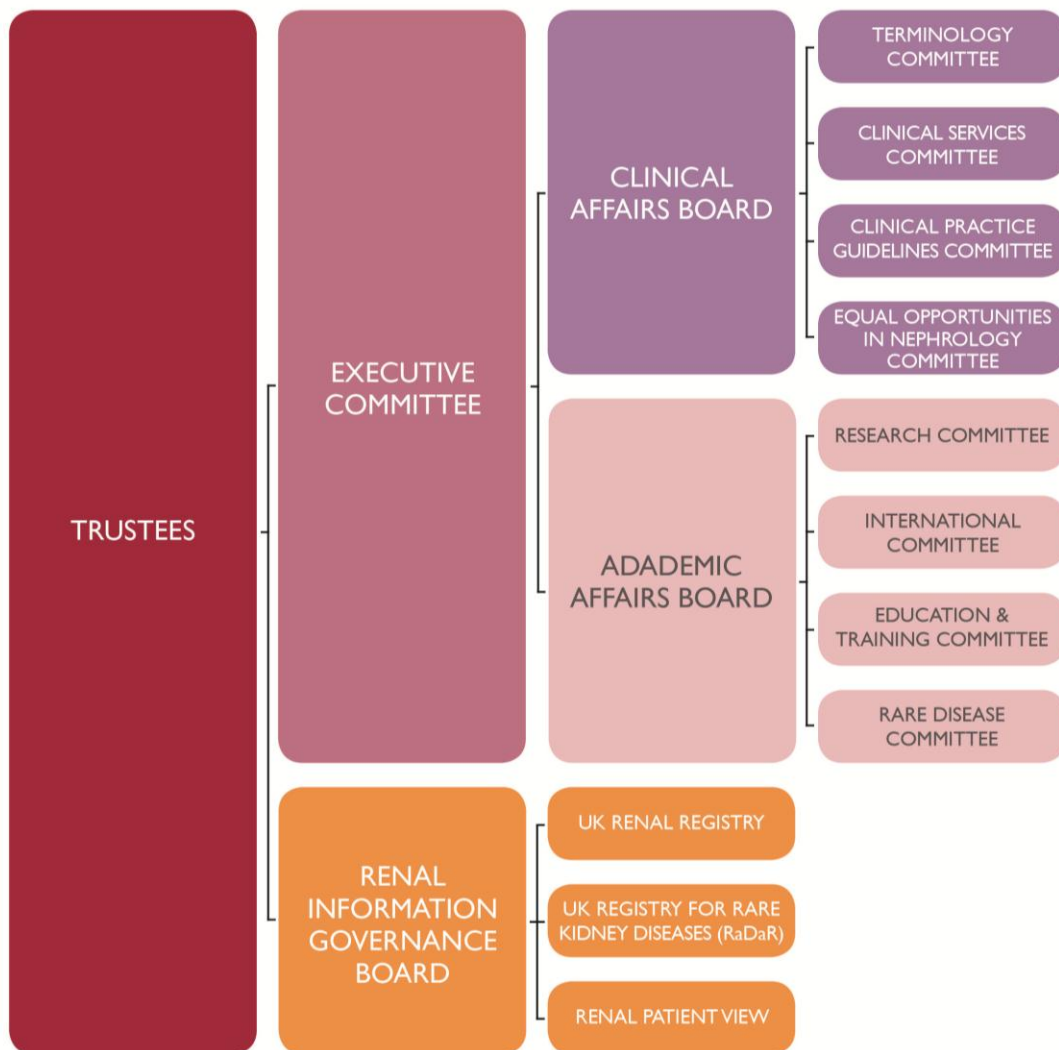 TRUSTEES
EXECUTIVE
COMMITTEE
CLINICAL
AFFAIRS BOARD
TERMINOLOGY
COMMITTEE
CLINICAL SERVICES
COMMITTEE
CLINICAL PRACTICE
GUIDELINES COMMITTEE
EQUAL OPPORTUNITIES
IN NEPHROLOGY
COMMITTEE
ADADEMIC
AFFAIRS BOARD
RESEARCH COMMITTEE
INTERNATIONAL
COMMITTEE
EDUCATION &
TRAINING COMMITTEE
RARE DISEASE
COMMITTEE
RENAL
INFORMATION
GOVERNANCE
BOARD
UK RENAL REGISTRY
UK REGISTRY FOR RARE
KIDNEY DISEASES (RaDaR)
RENAL PATIENT VIEW